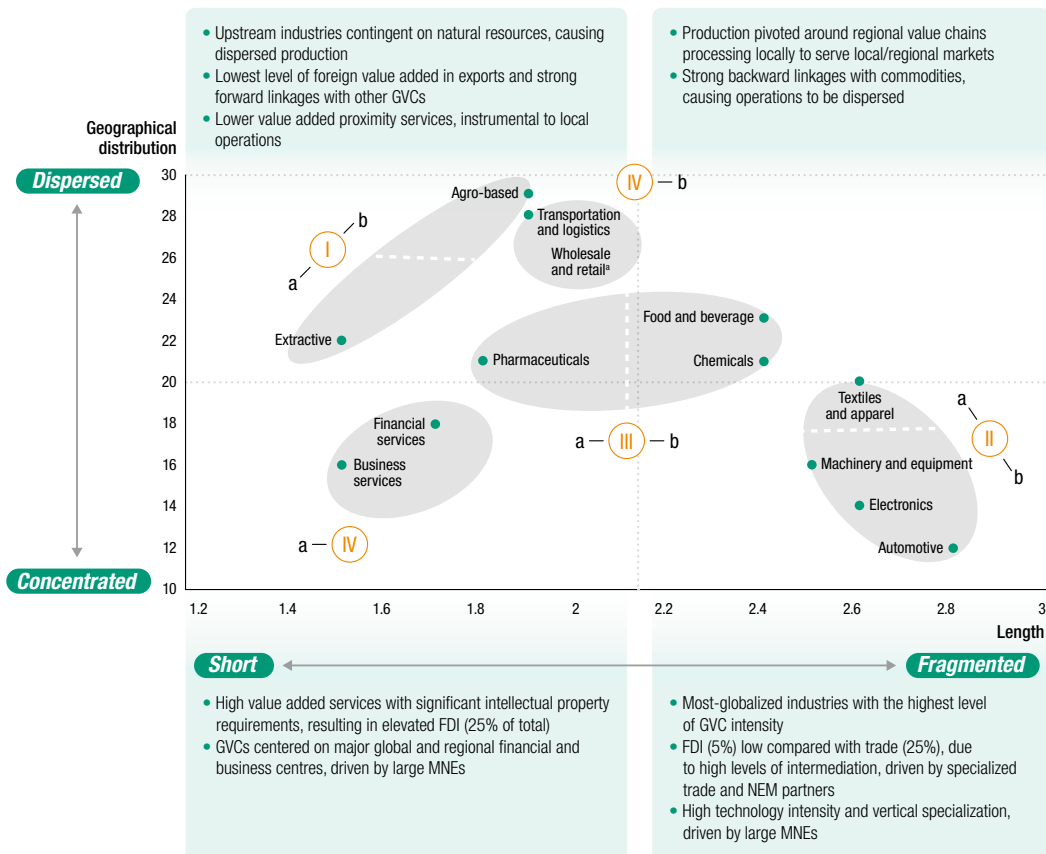 • Upstream industries contingent on natural resources, causing
dispersed production
• Lowest level of foreign value added in exports and strong
forward linkages with other GVCs
• Lower value added proximity services, instrumental to local
operations
• Production pivoted around regional value chains
processing locally to serve local/regional markets
• Strong backward linkages with commodities,
causing operations to be dispersed
Geographical
distribution
Dispersed
Concentrated
30
28
26
24
22
20
18
16
14
12
10
Agro-based
Transportation
and logistics
Wholesale
and retailᵃ
IV
b
I
b
a
Extractive
Pharmaceuticals
Food and beverage
Chemicals
Textiles
and apparel
a
II
b
Financial
services
Business
services
a
III
b
Machinery and equipment
Electronics
Automotive
a
IV
1.2
1.4
1.6
1.8
2
2.2
2.4
2.6
2.8
3
Length
Short
Fragmented
• High value added services with significant intellectual property
requirements, resulting in elevated FDI (25% of total)
• GVCs centered on major global and regional financial and
business centres, driven by large MNEs
• Most-globalized industries with the highest level
of GVC intensity
• FDI (5%) low compared with trade (25%), due
to high levels of intermediation, driven by specialized
trade and NEM partners
• High technology intensity and vertical specialization,
driven by large MNEs